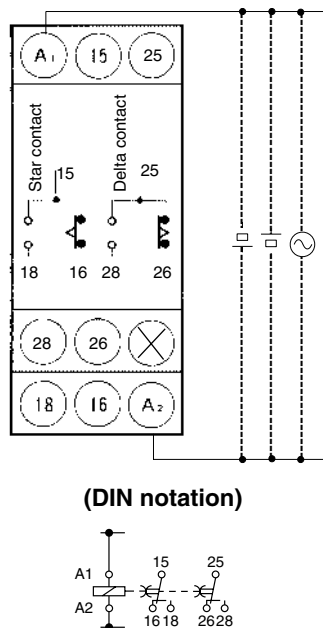 A1 15 25
Star contact
Delta contact
15 25
18 16 28 26
28 26
18 16 A2
(DIN notation)
15 25
A1
A2
16 18 26 28